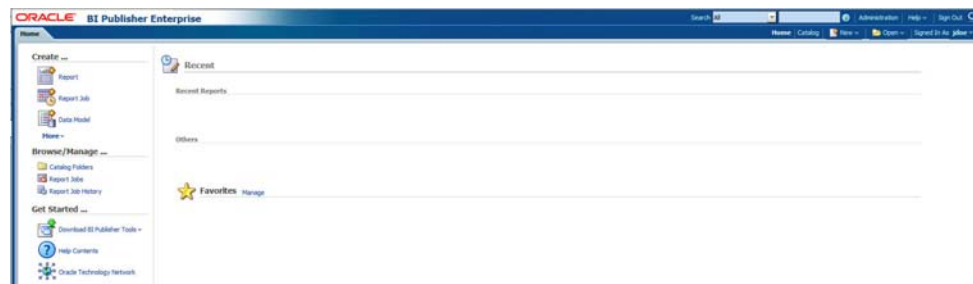 ORACLE BI Publisher Enterprise
Search All Administration Help Sign Out
Home
Home Catalog New Open Signed In As jdoe
Create ...
Report
Report Job
Data Model
More
Browse/Manage ...
Catalog Folders
Report Jobs
Report Job History
Get Started ...
Download BI Publisher Tools
Help Contents
Oracle Technology Network
Recent
Recent Reports
Others
Favorites Manage